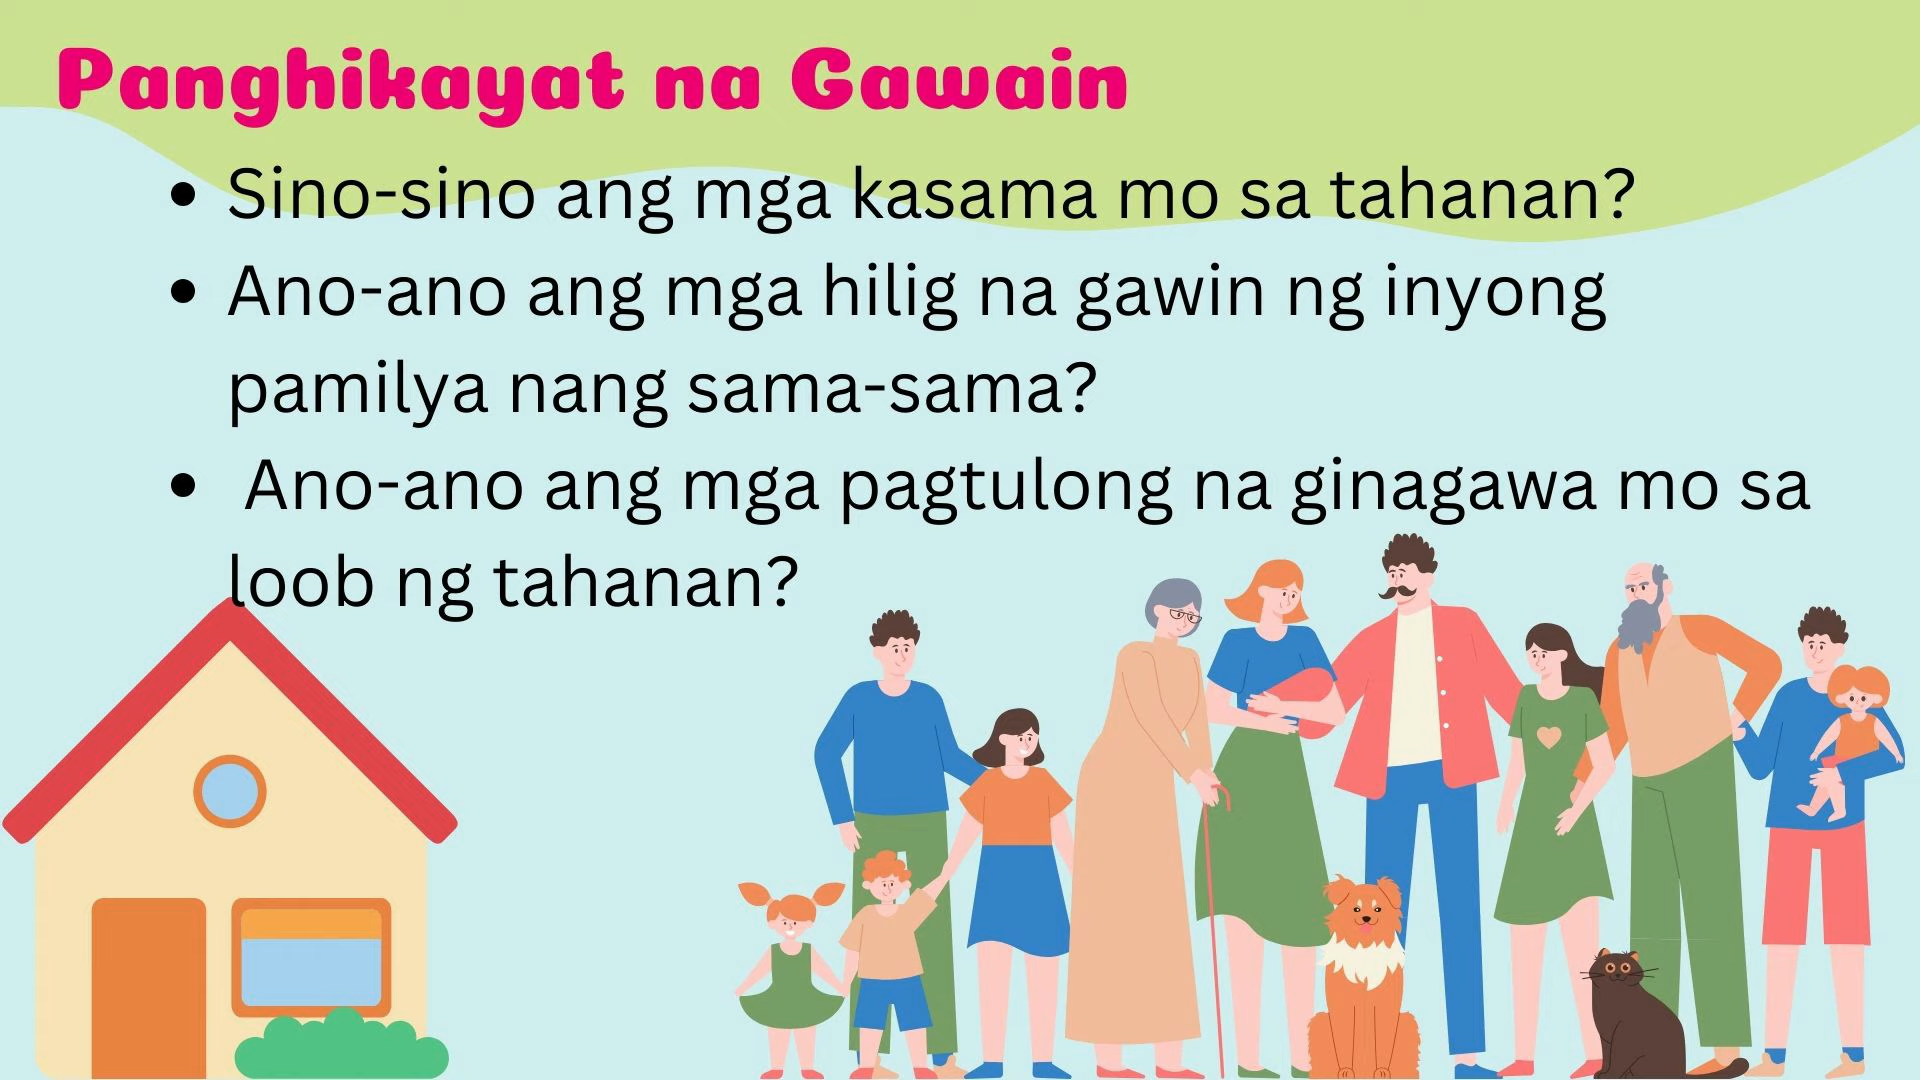 Panghikayat na Gawain
• Sino-sino ang mga kasama mo sa tahanan?
• Ano-ano ang mga hilig na gawin ng inyong
pamilya nang sama-sama?
• Ano-ano ang mga pagtulong na ginagawa mo sa
loob ng tahanan?